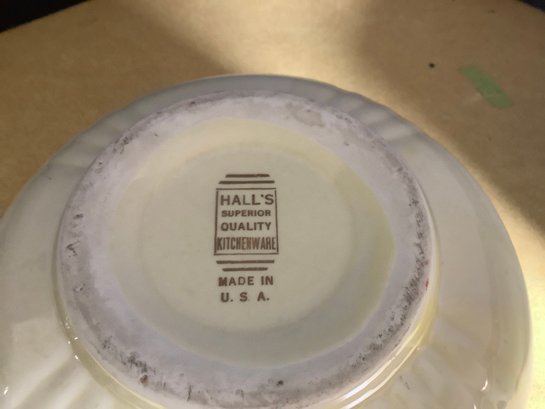 HALL'S
SUPERIOR
QUALITY
KITCHENWARE
MADE IN
U. S. A.